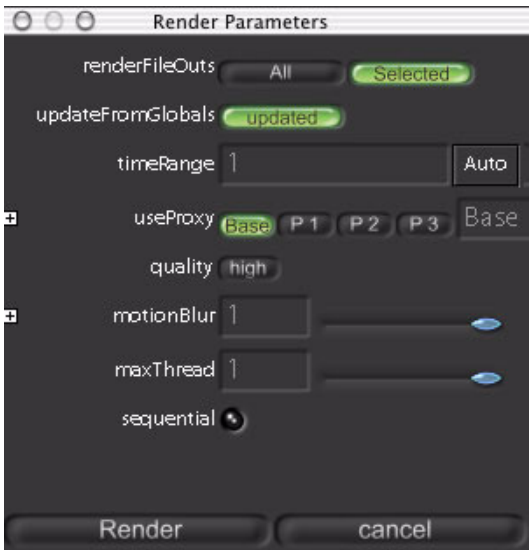 Render Parameters
renderFileOuts All Selected
updateFromGlobals updated
timeRange 1 Auto
useProxy Base P 1 P 2 P 3 Base
quality high
motionBlur 1
maxThread 1
sequential
Render cancel